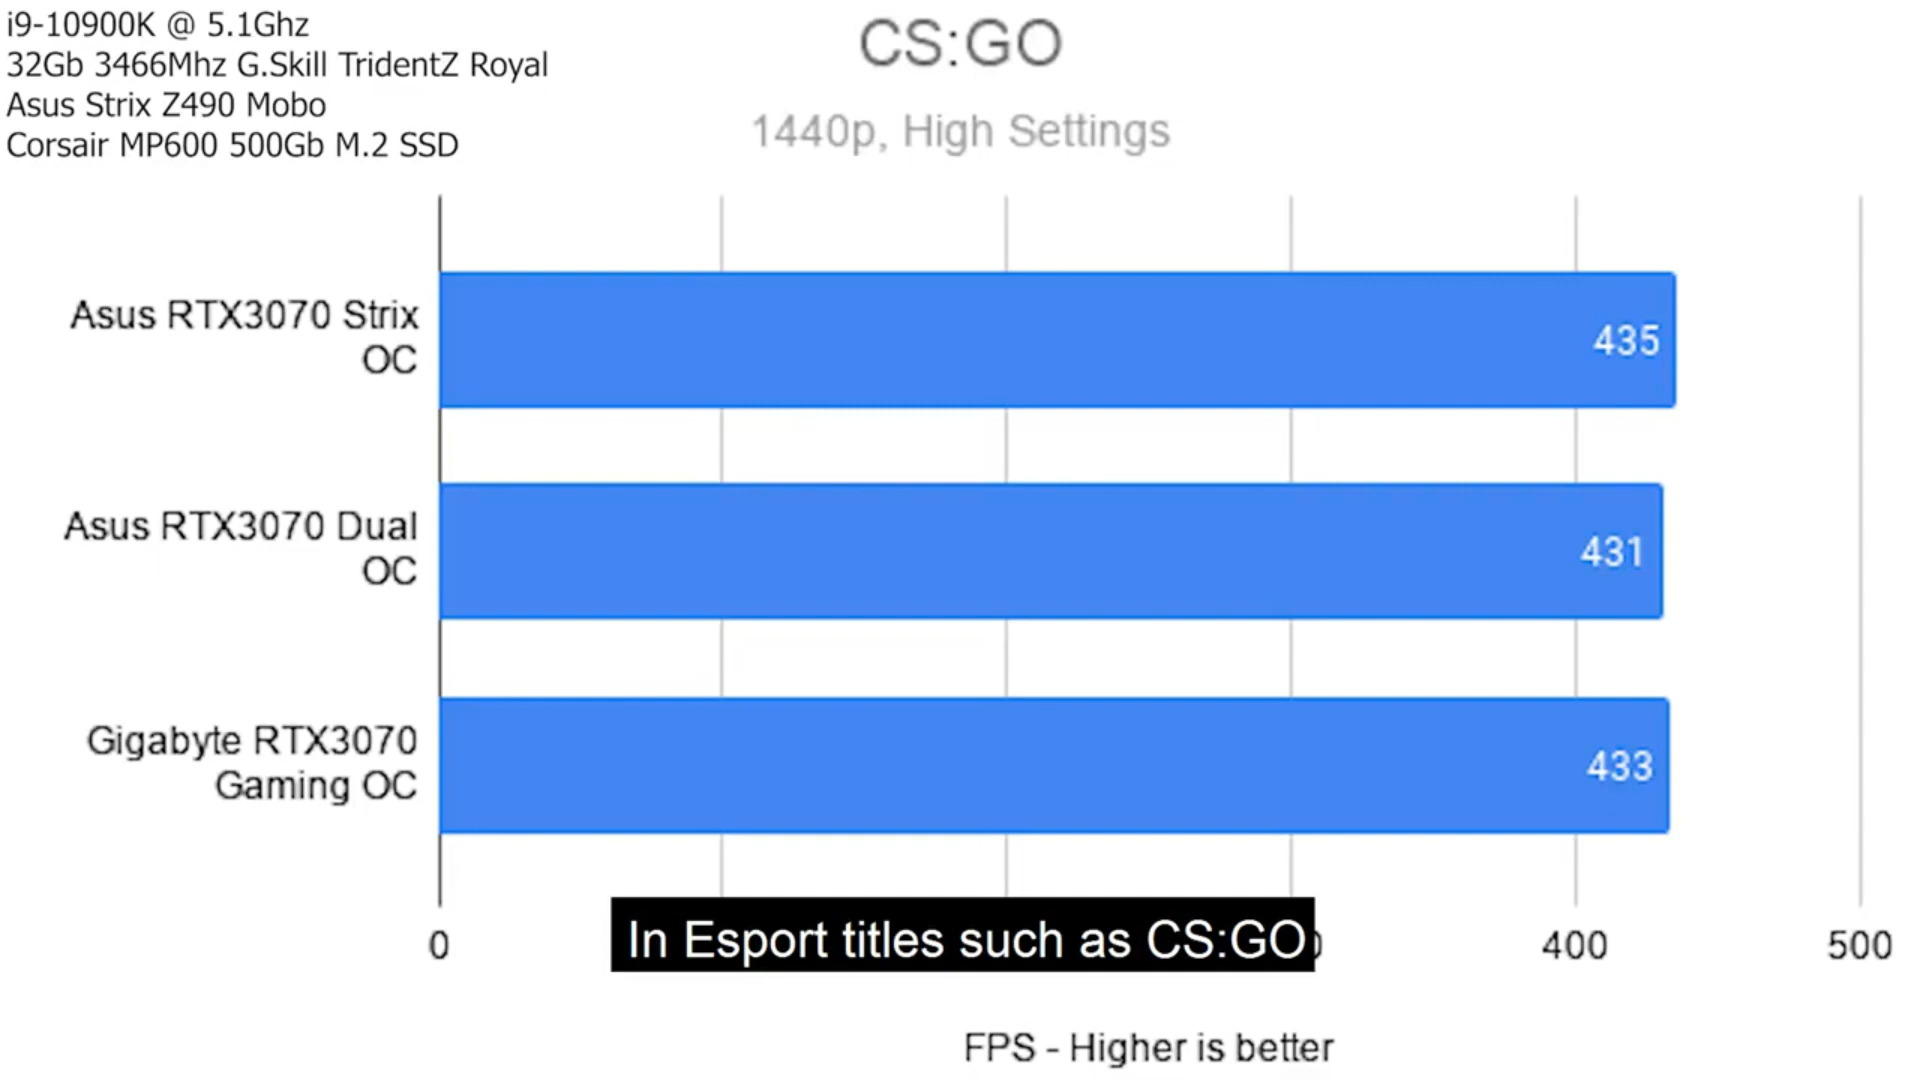 i9-10900K @ 5.1Ghz
32Gb 3466Mhz G.Skill TridentZ Royal
Asus Strix Z490 Mobo
Corsair MP600 500Gb M.2 SSD
CS:GO
1440p, High Settings
Asus RTX3070 Strix
OC
435
Asus RTX3070 Dual
OC
431
Gigabyte RTX3070
Gaming OC
433
0
400
500
In Esport titles such as CS:GO
FPS - Higher is better